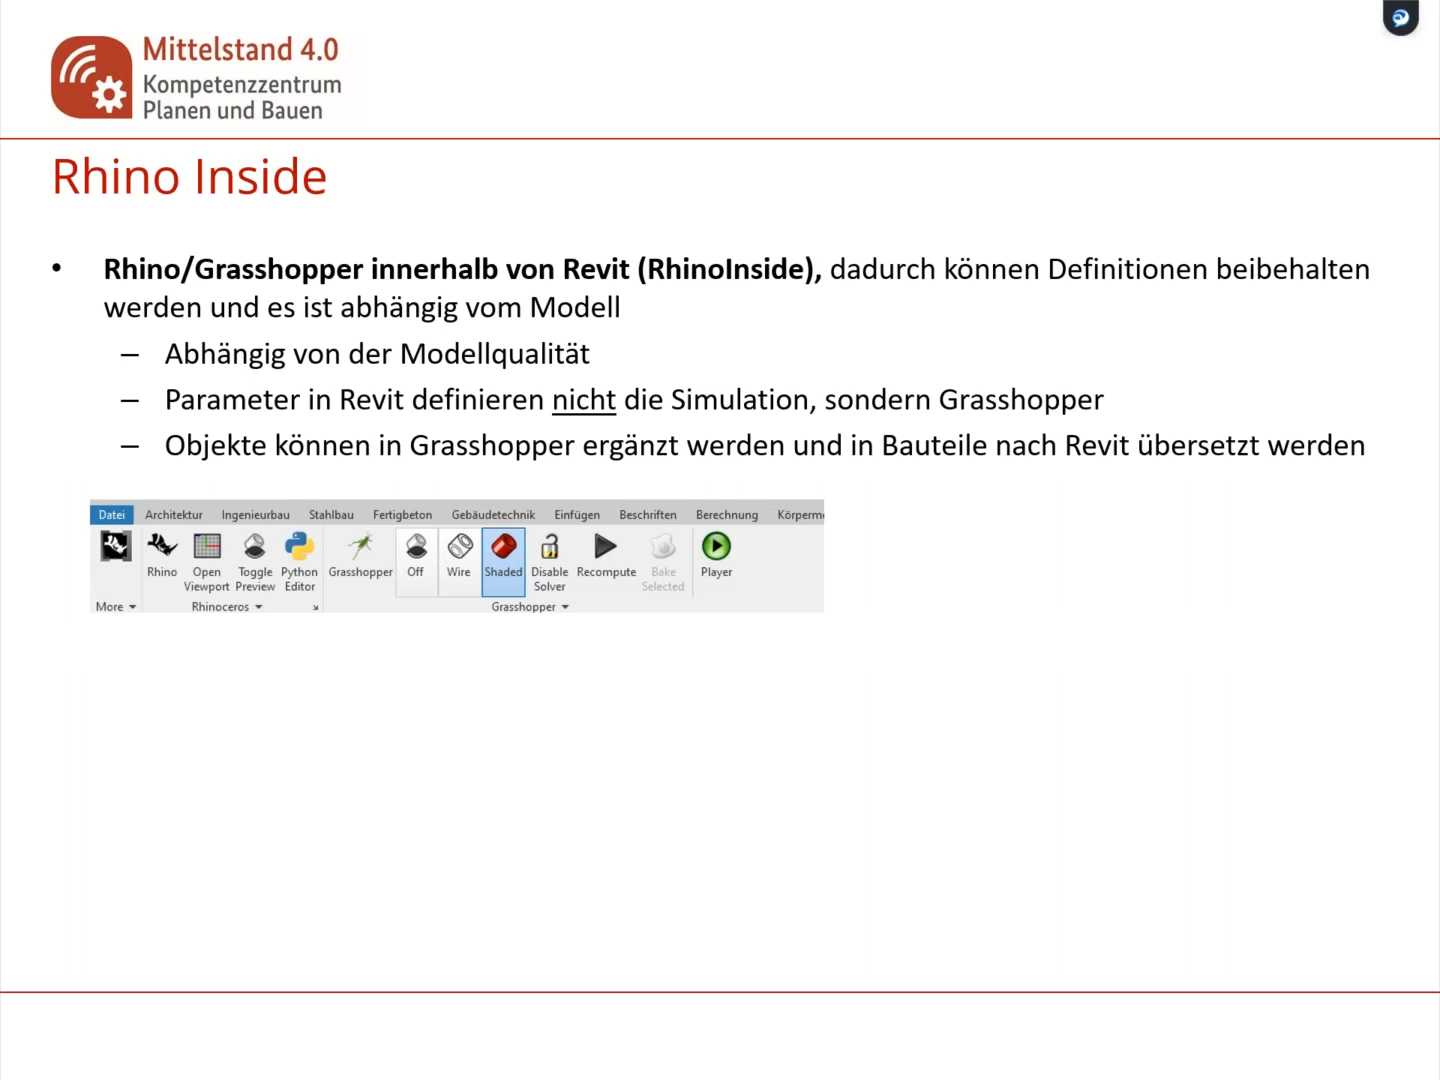 Mittelstand 4.0
Kompetenzzentrum
Planen und Bauen
Rhino Inside
• Rhino/Grasshopper innerhalb von Revit (RhinoInside), dadurch können Definitionen beibehalten
werden und es ist abhängig vom Modell
– Abhängig von der Modellqualität
– Parameter in Revit definieren nicht die Simulation, sondern Grasshopper
– Objekte können in Grasshopper ergänzt werden und in Bauteile nach Revit übersetzt werden
Datei Architektur Ingenieurbau Stahlbau Fertigbeton Gebäudetechnik Einfügen Beschriften Berechnung
Rhino Open Toggle Python Grasshopper Off Wire Shaded Disable Recompute Bake Player
Viewport Preview Editor Solver Selected
More Rhinoceros Grasshopper